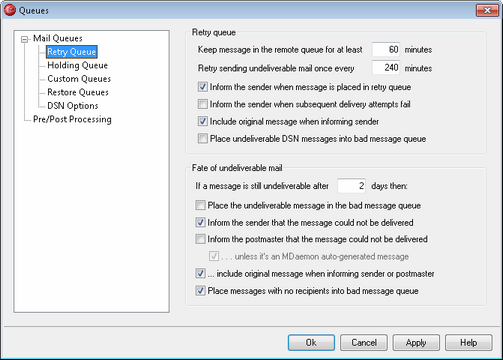 Queues
Mail Queues
Retry Queue
Holding Queue
Custom Queues
Restore Queues
DSN Options
Pre/Post Processing
Retry queue
Keep message in the remote queue for at least 60 minutes
Retry sending undeliverable mail once every 240 minutes
Inform the sender when message is placed in retry queue
Inform the sender when subsequent delivery attempts fail
Include original message when informing sender
Place undeliverable DSN messages into bad message queue
Fate of undeliverable mail
If a message is still undeliverable after 2 days then:
Place the undeliverable message in the bad message queue
Inform the sender that the message could not be delivered
Inform the postmaster that the message could not be delivered
. . . unless it's an MDaemon auto-generated message
... include original message when informing sender or postmaster
Place messages with no recipients into bad message queue
Ok Cancel Apply Help